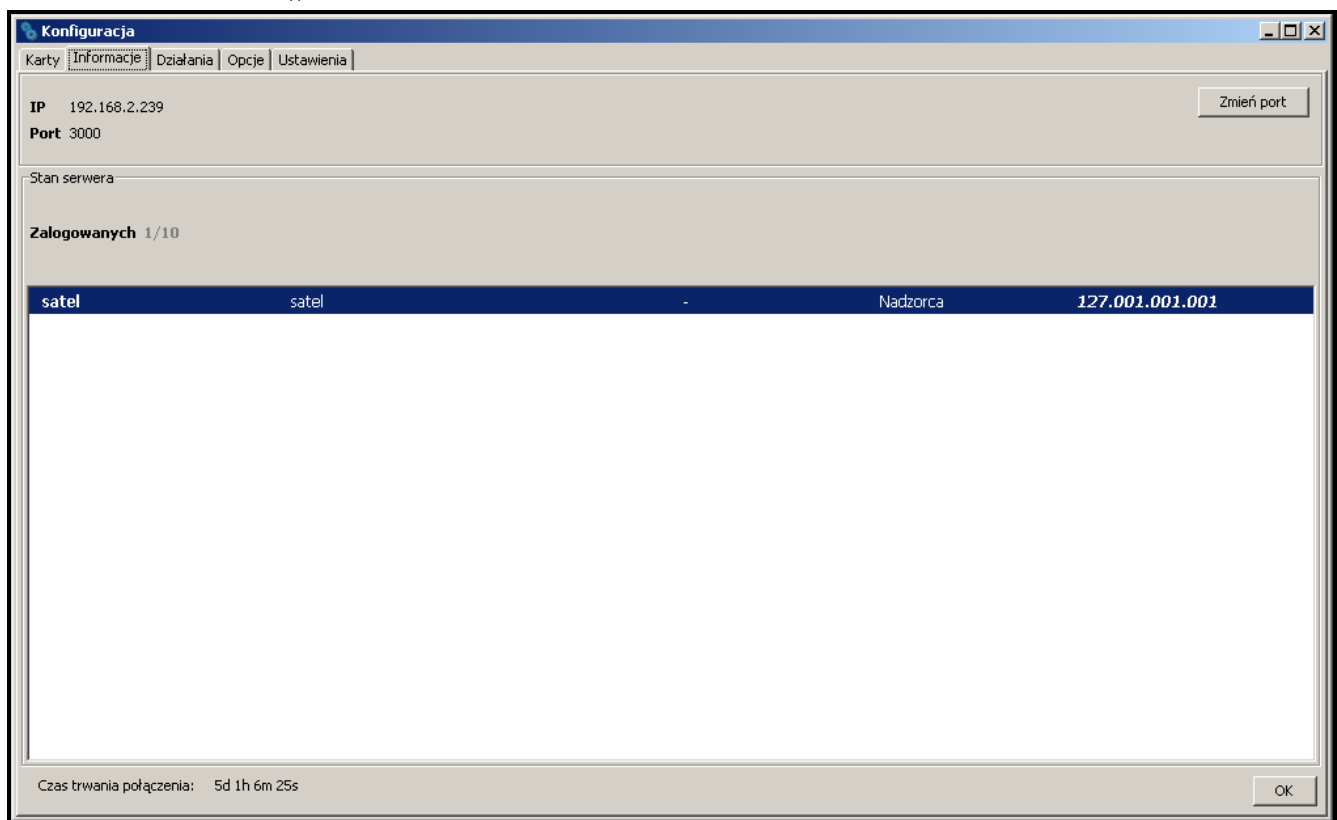 Konfiguracja
Karty Informacje Działania Opcje Ustawienia
IP 192.168.2.239 Zmień port
Port 3000
Stan serwera
Zalogowanych 1/10
satel satel - Nadzorca 127.001.001.001
Czas trwania połączenia: 5d 1h 6m 25s
OK